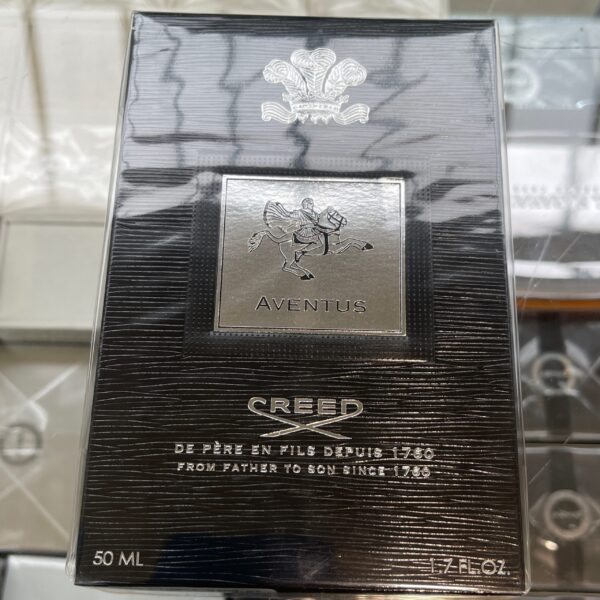 AVENTUS
CREED
DE PÈRE EN FILS DEPUIS 1760
FROM FATHER TO SON SINCE 1760
50 ML 1.7 FL.OZ.